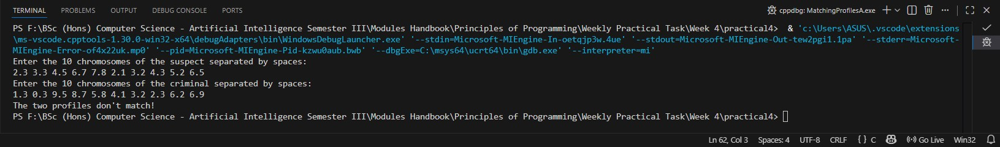 TERMINAL PROBLEMS OUTPUT DEBUG CONSOLE PORTS cppdbg: MatchingProfilesA.exe
PS F:\BSc (Hons) Computer Science - Artificial Intelligence Semester III\Modules Handbook\Principles of Programming\Weekly Practical Task\Week 4\practical4>  & 'c:\Users\ASUS\.vscode\extensions
\ms-vscode.cpptools-1.30.0-win32-x64\debugAdapters\bin\WindowsDebugLauncher.exe' '--stdin=Microsoft-MIEngine-In-oetqjp3w.4ue' '--stdout=Microsoft-MIEngine-Out-tew2pgi1.1pa' '--stderr=Microsoft-
MIEngine-Error-of4x22uk.mp0' '--pid=Microsoft-MIEngine-Pid-kzwu0aub.bwb' '--dbgExe=C:\msys64\ucrt64\bin\gdb.exe' '--interpreter=mi'
Enter the 10 chromosomes of the suspect separated by spaces:
2.3 3.3 4.5 6.7 7.8 2.1 3.2 4.3 5.2 6.5
Enter the 10 chromosomes of the criminal separated by spaces:
1.3 0.3 9.5 8.7 5.8 4.1 3.2 2.3 6.2 6.9
The two profiles don't match!
PS F:\BSc (Hons) Computer Science - Artificial Intelligence Semester III\Modules Handbook\Principles of Programming\Weekly Practical Task\Week 4\practical4>
Ln 62, Col 3 Spaces: 4 UTF-8 CRLF { } C Go Live Win32